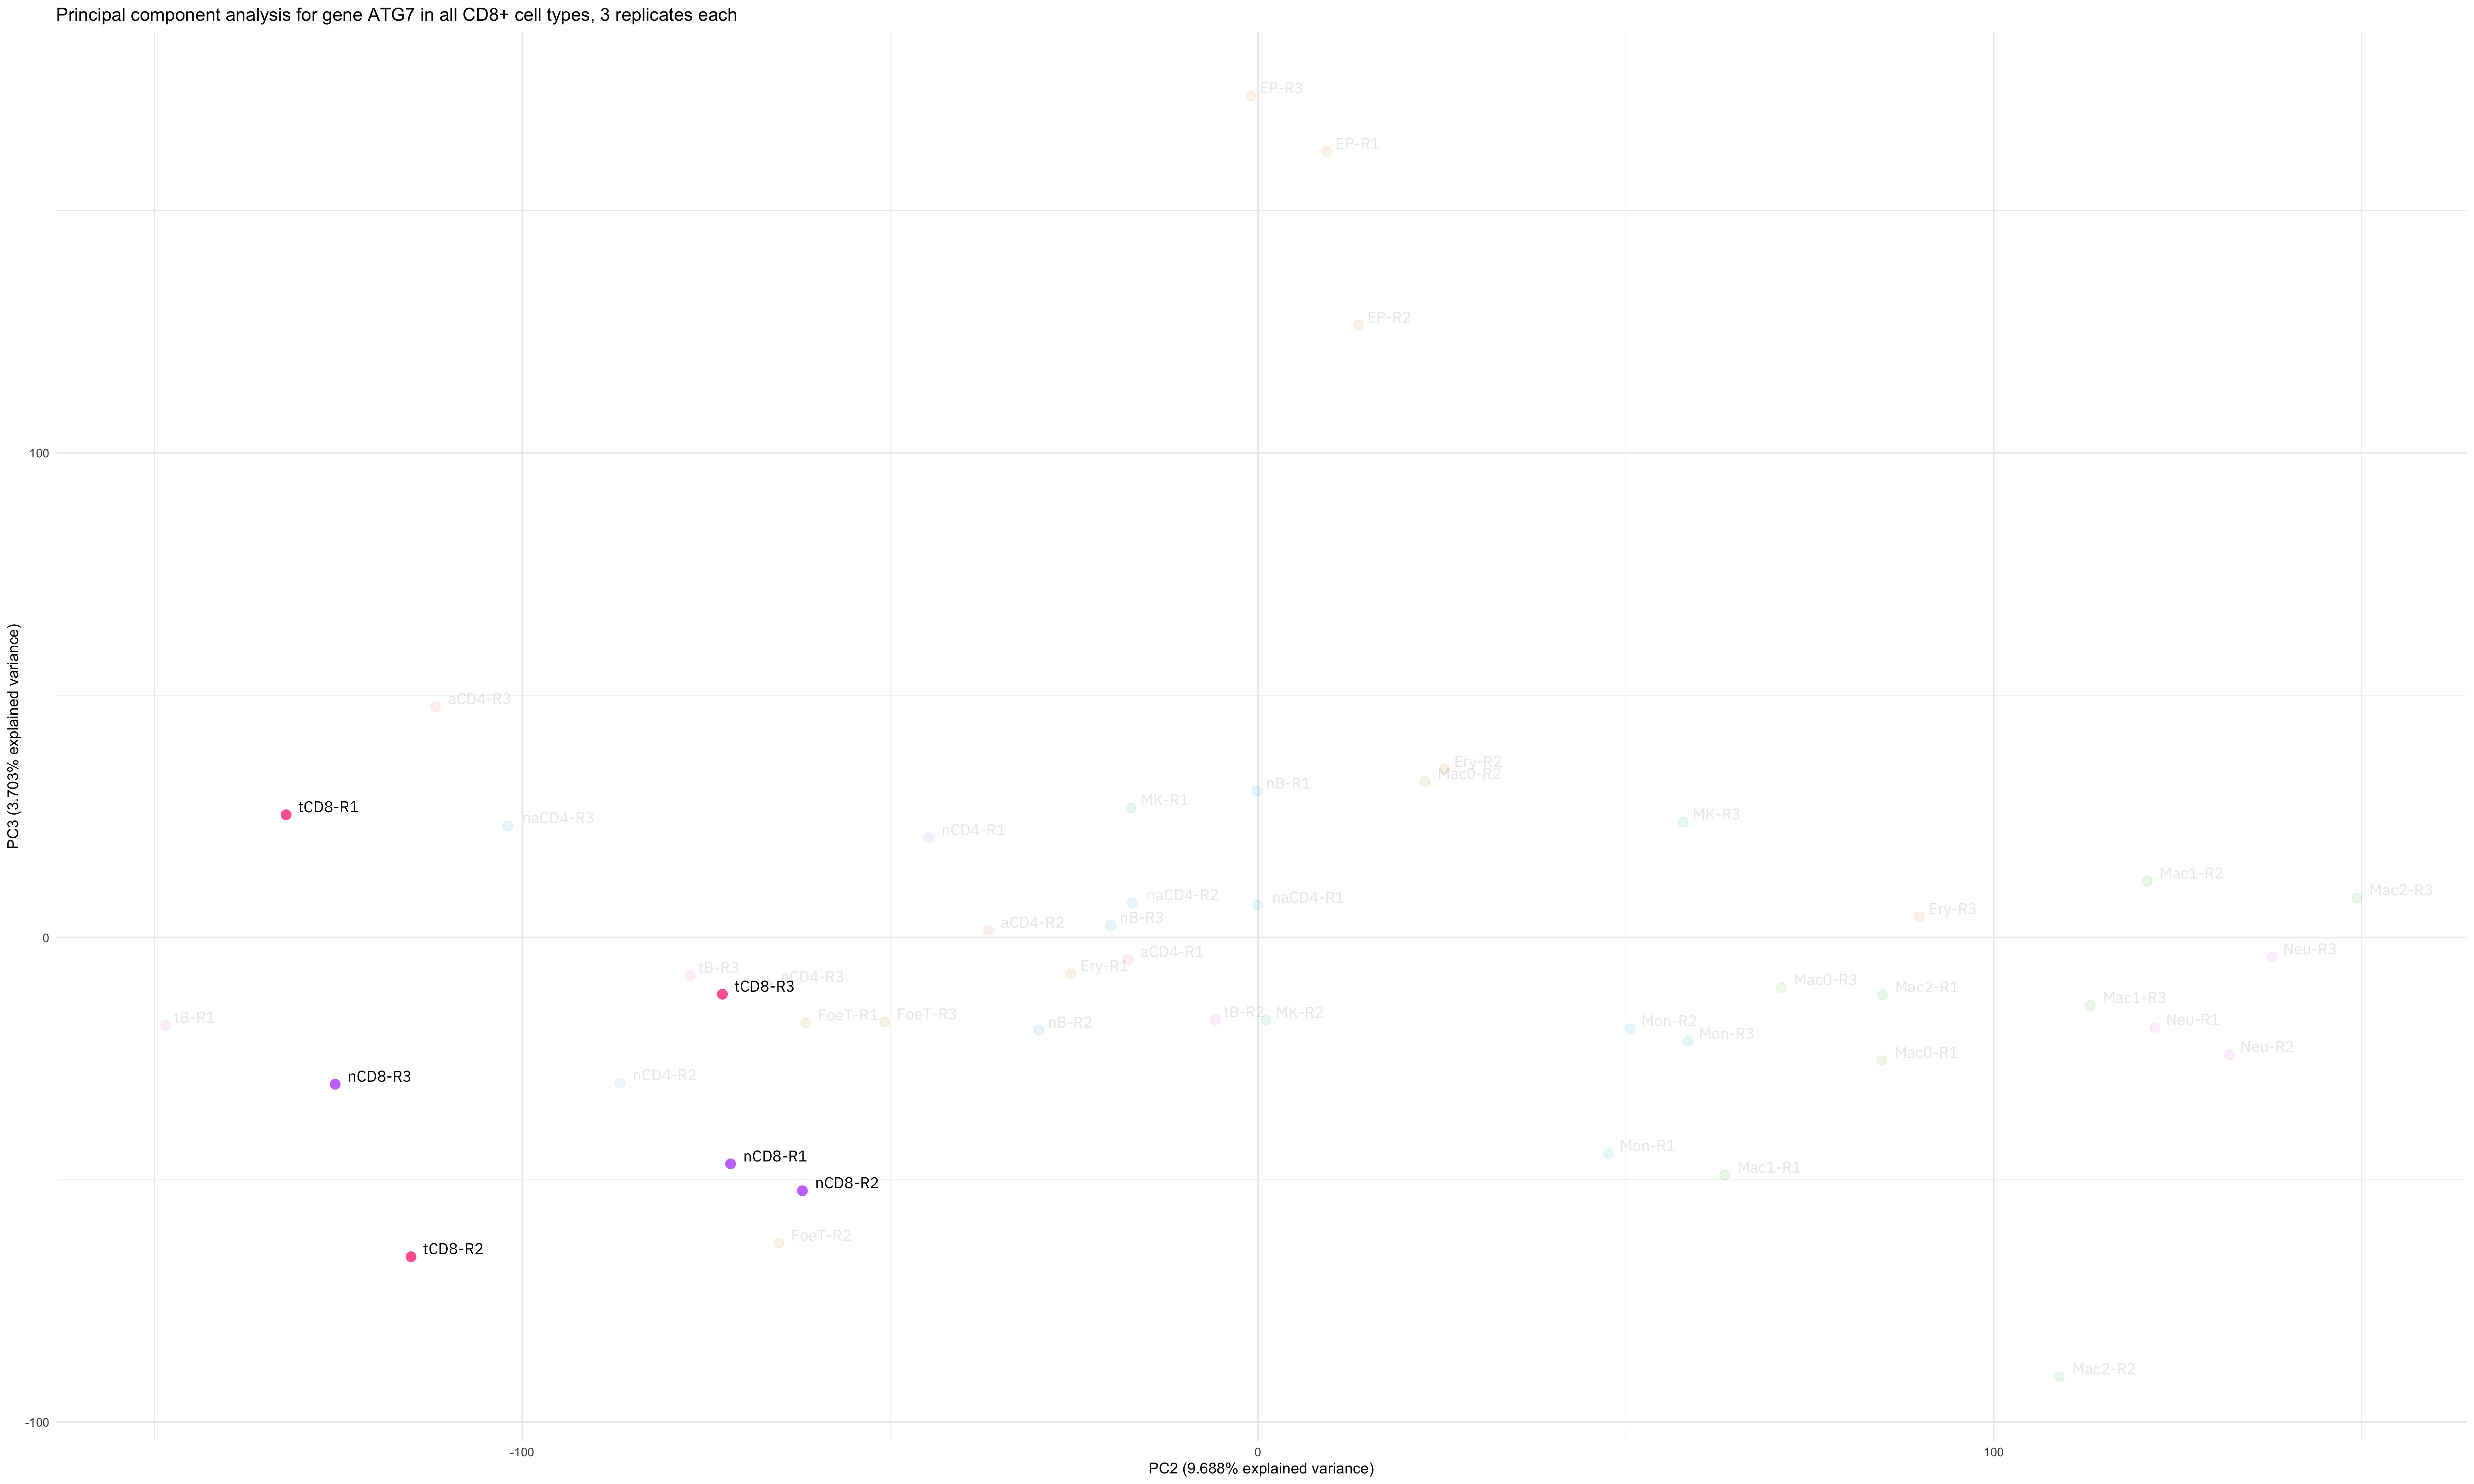 Principal component analysis for gene ATG7 in all CD8+ cell types, 3 replicates each
EP-R3
EP-R1
EP-R2
100
aCD4-R3
Ery-R2
Mac0-R2
nB-R1
MK-R1
tCD8-R1
MK-R3
naCD4-R3
nCD4-R1
Mac1-R2
Mac2-R3
naCD4-R2
naCD4-R1
Ery-R3
nB-R3
aCD4-R2
0
Neu-R3
aCD4-R1
tB-R3
Ery-R1
nCD4-R3
Mac0-R3
tCD8-R3
Mac2-R1
Mac1-R3
FoeT-R1
FoeT-R3
tB-R2
MK-R2
tB-R1
nB-R2
Mon-R2
Neu-R1
Mon-R3
Neu-R2
Mac0-R1
nCD8-R3
nCD4-R2
Mon-R1
nCD8-R1
Mac1-R1
nCD8-R2
FoeT-R2
tCD8-R2
Mac2-R2
-100
PC3 (3.703% explained variance)
-100
0
100
PC2 (9.688% explained variance)